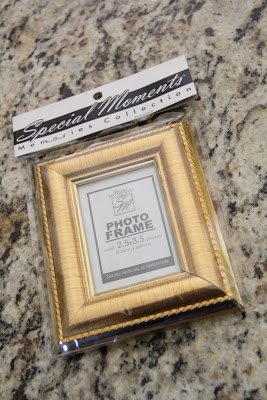 Special Moments®
Memories Collection
PHOTO
FRAME
2.5x3.5